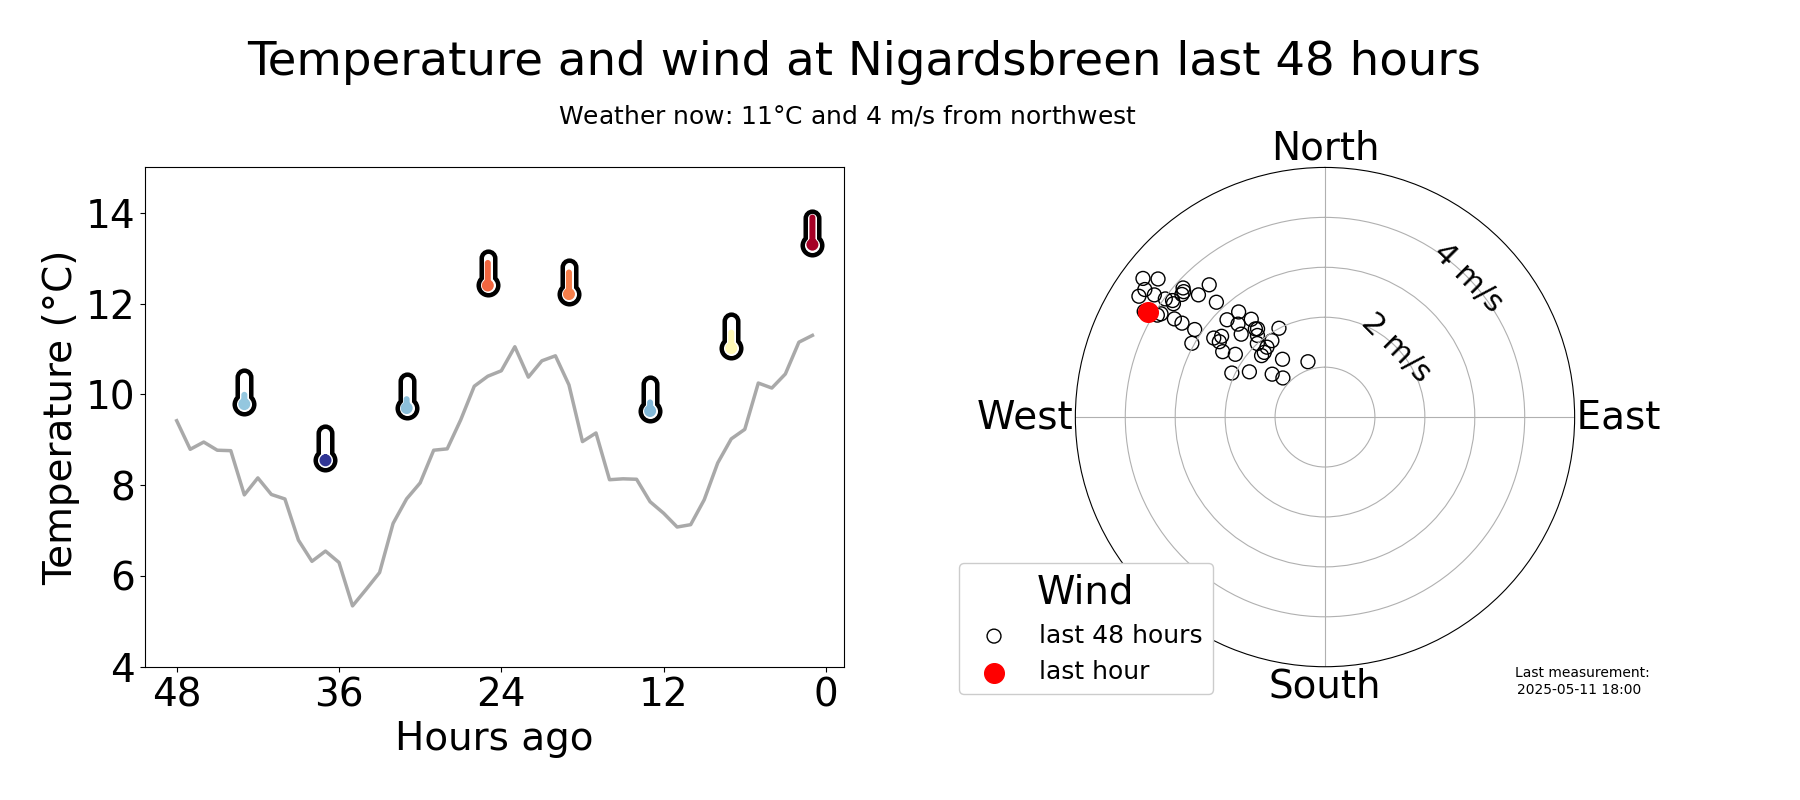 Temperature and wind at Nigardsbreen last 48 hours
Weather now: 11°C and 4 m/s from northwest
Temperature (°C)
14
12
10
8
6
4
48 36 24 12 0
Hours ago
North
West
East
South
4 m/s
2 m/s
Wind
last 48 hours
last hour
Last measurement:
2025-05-11 18:00